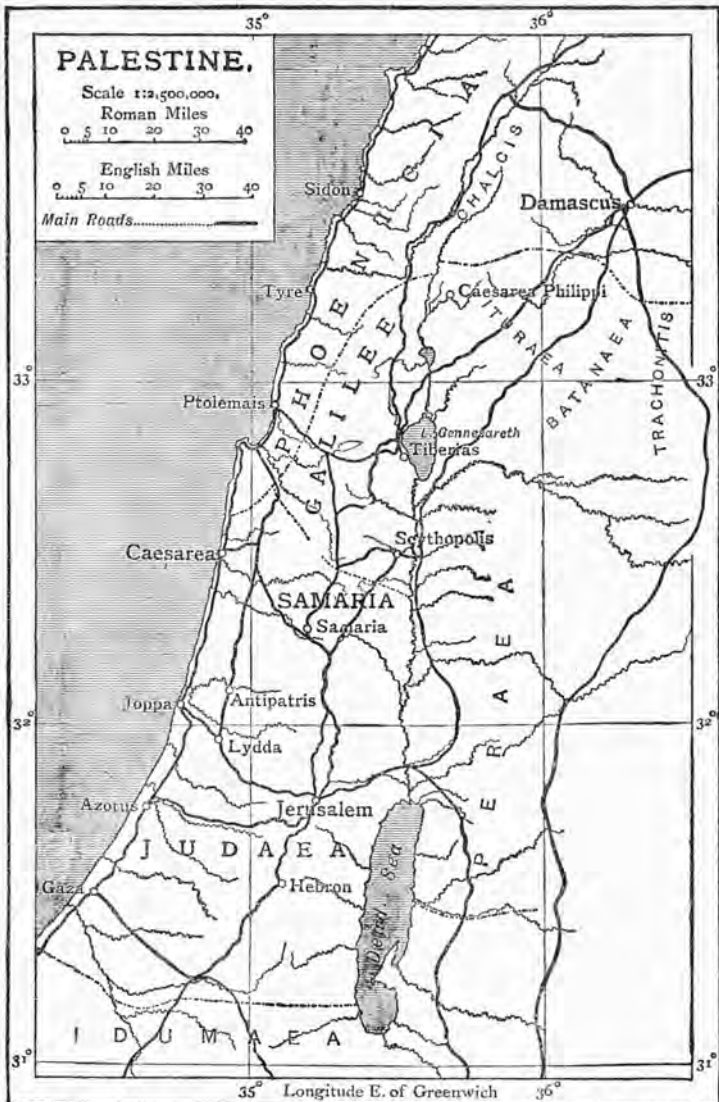 35° 36°
PALESTINE.
Scale 1:2,500,000.
Roman Miles
0 5 10 20 30 40
English Miles
0 5 10 20 30 40
Main Roads
PHOENICIA
CHALCIS
Sidon
Damascus
Tyre
Caesarea Philippi
ITURAEA
BATANAEA
TRACHONITIS
33° 33°
GALILEE
Ptolemais
L. Gennesareth
Tiberias
Scythopolis
Caesarea
SAMARIA
Samaria
PERAEA
Joppa
Antipatris
32° 32°
Lydda
Azotus
Jerusalem
JUDAEA
Gaza
Hebron
Dead Sea
IDUMAEA
31° 31°
35° Longitude E. of Greenwich 36°